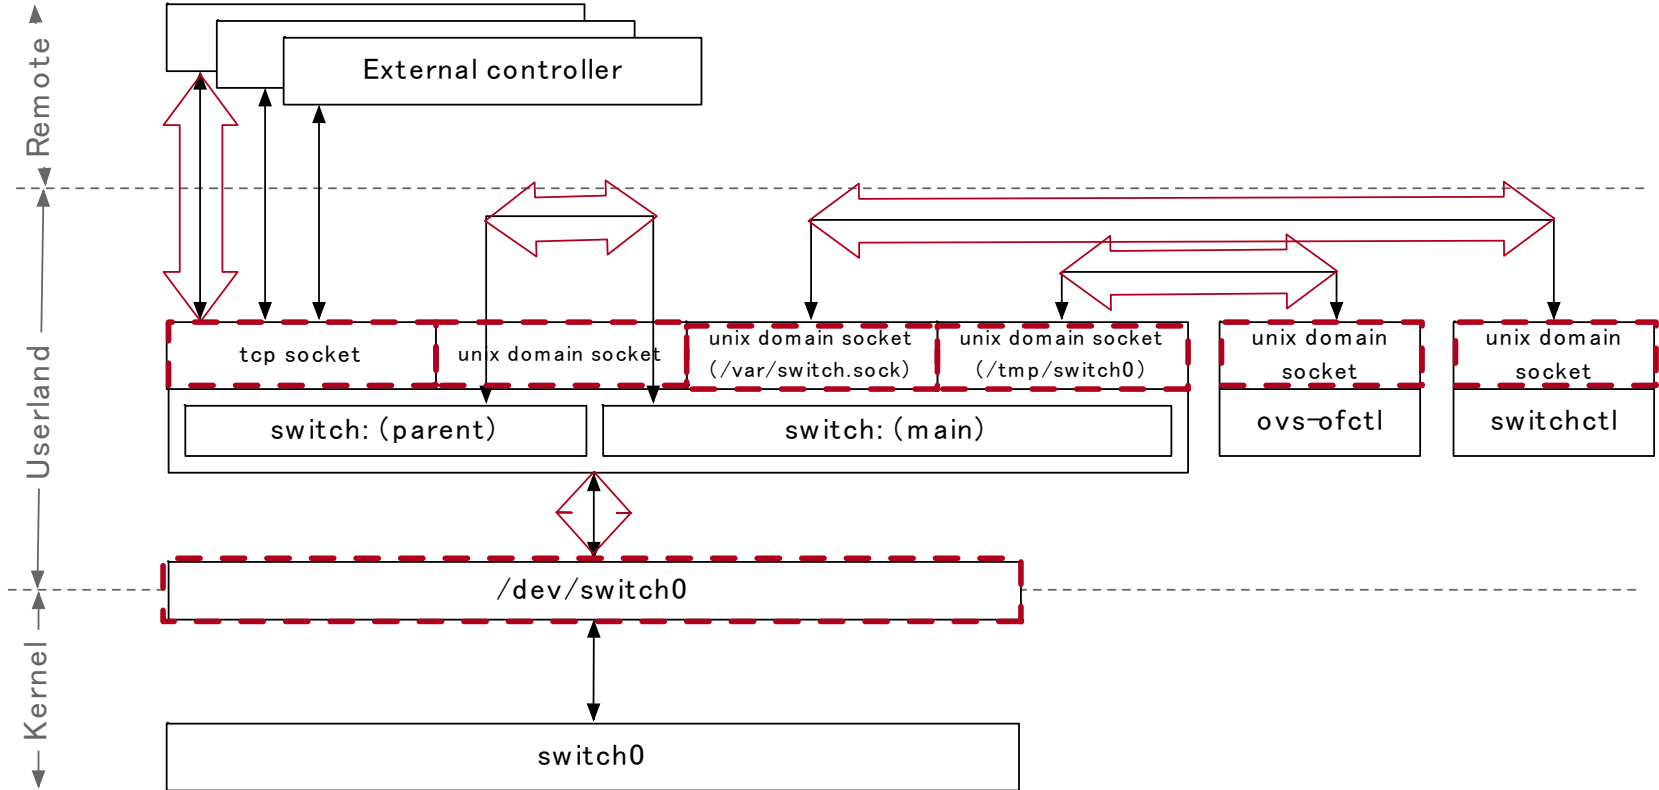 Remote
External controller
Userland
tcp socket
unix domain socket
unix domain socket
(/var/switch.sock)
unix domain socket
(/tmp/switch0)
unix domain
socket
unix domain
socket
switch: (parent)
switch: (main)
ovs-ofctl
switchctl
/dev/switch0
Kernel
switch0